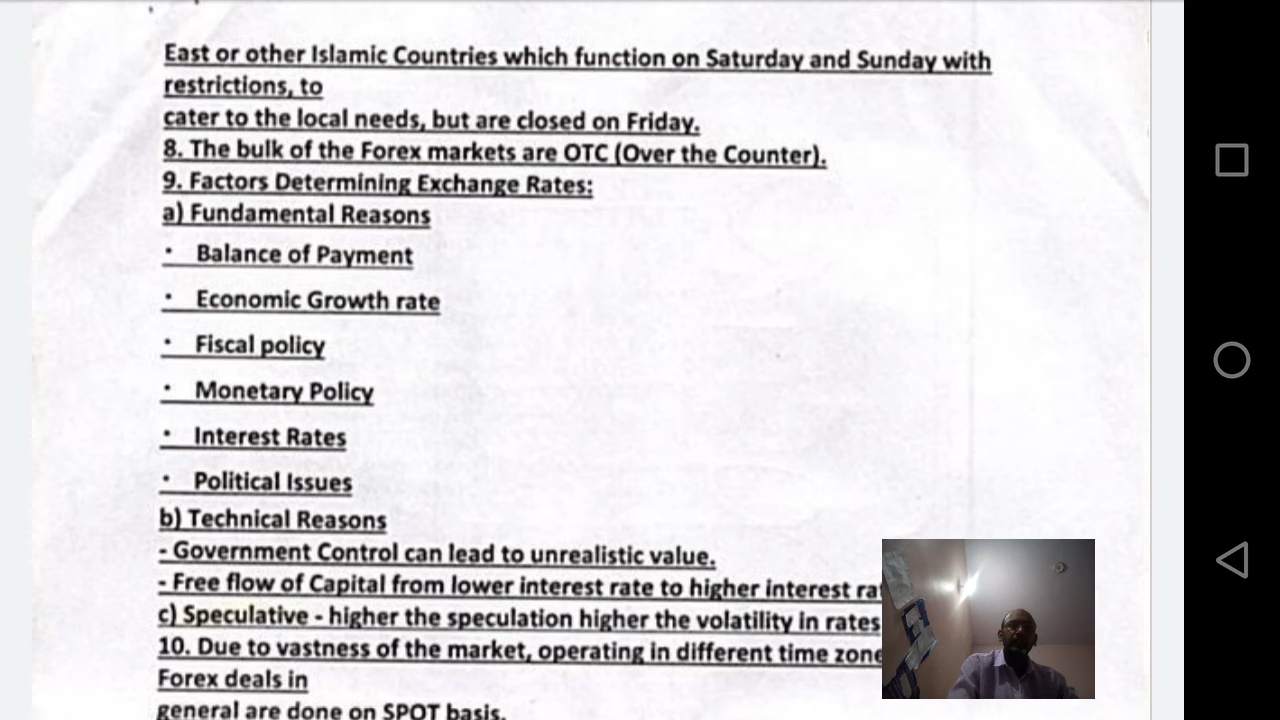 East or other Islamic Countries which function on Saturday and Sunday with
restrictions, to
cater to the local needs, but are closed on Friday.
8. The bulk of the Forex markets are OTC (Over the Counter).
9. Factors Determining Exchange Rates:
a) Fundamental Reasons
· Balance of Payment
· Economic Growth rate
· Fiscal policy
· Monetary Policy
· Interest Rates
· Political Issues
b) Technical Reasons
- Government Control can lead to unrealistic value.
- Free flow of Capital from lower interest rate to higher interest
c) Speculative - higher the speculation higher the volatility in rates
10. Due to vastness of the market, operating in different time
Forex deals in
general are done on SPOT basis.